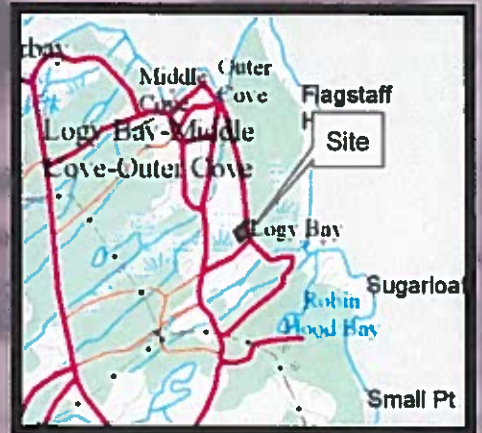 Middle
Cove
Outer
Cove
Flagstaff
Logy Bay-Middle
Cove-Outer Cove
Site
Logy Bay
Sugarloaf
Robin
Hood Bay
Small Pt